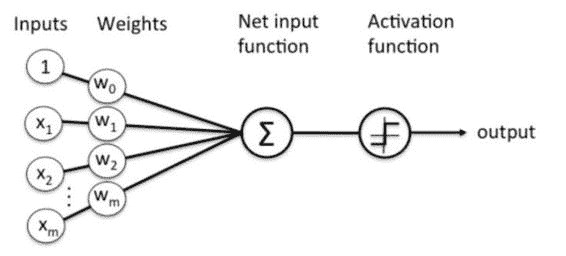 Inputs
Weights
Net input
function
Activation
function
1
w₀
x₁
w₁
x₂
w₂
⋮
xₘ
wₘ
Σ
output